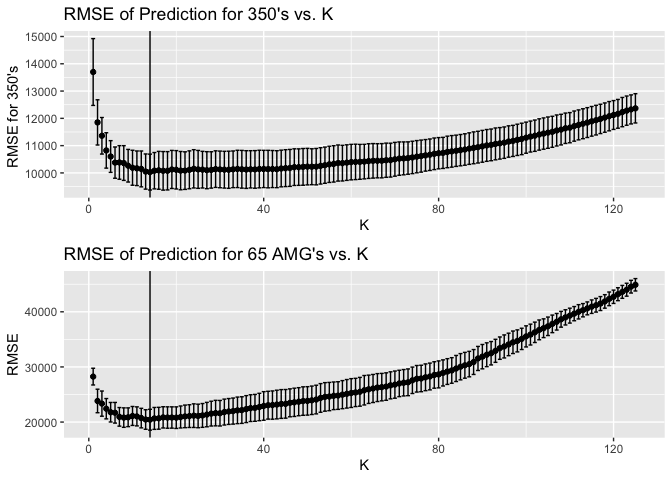 RMSE of Prediction for 350's vs. K
15000
14000
13000
12000
11000
10000
RMSE for 350's
0 40 80 120
K
RMSE of Prediction for 65 AMG's vs. K
40000
30000
20000
RMSE
0 40 80 120
K